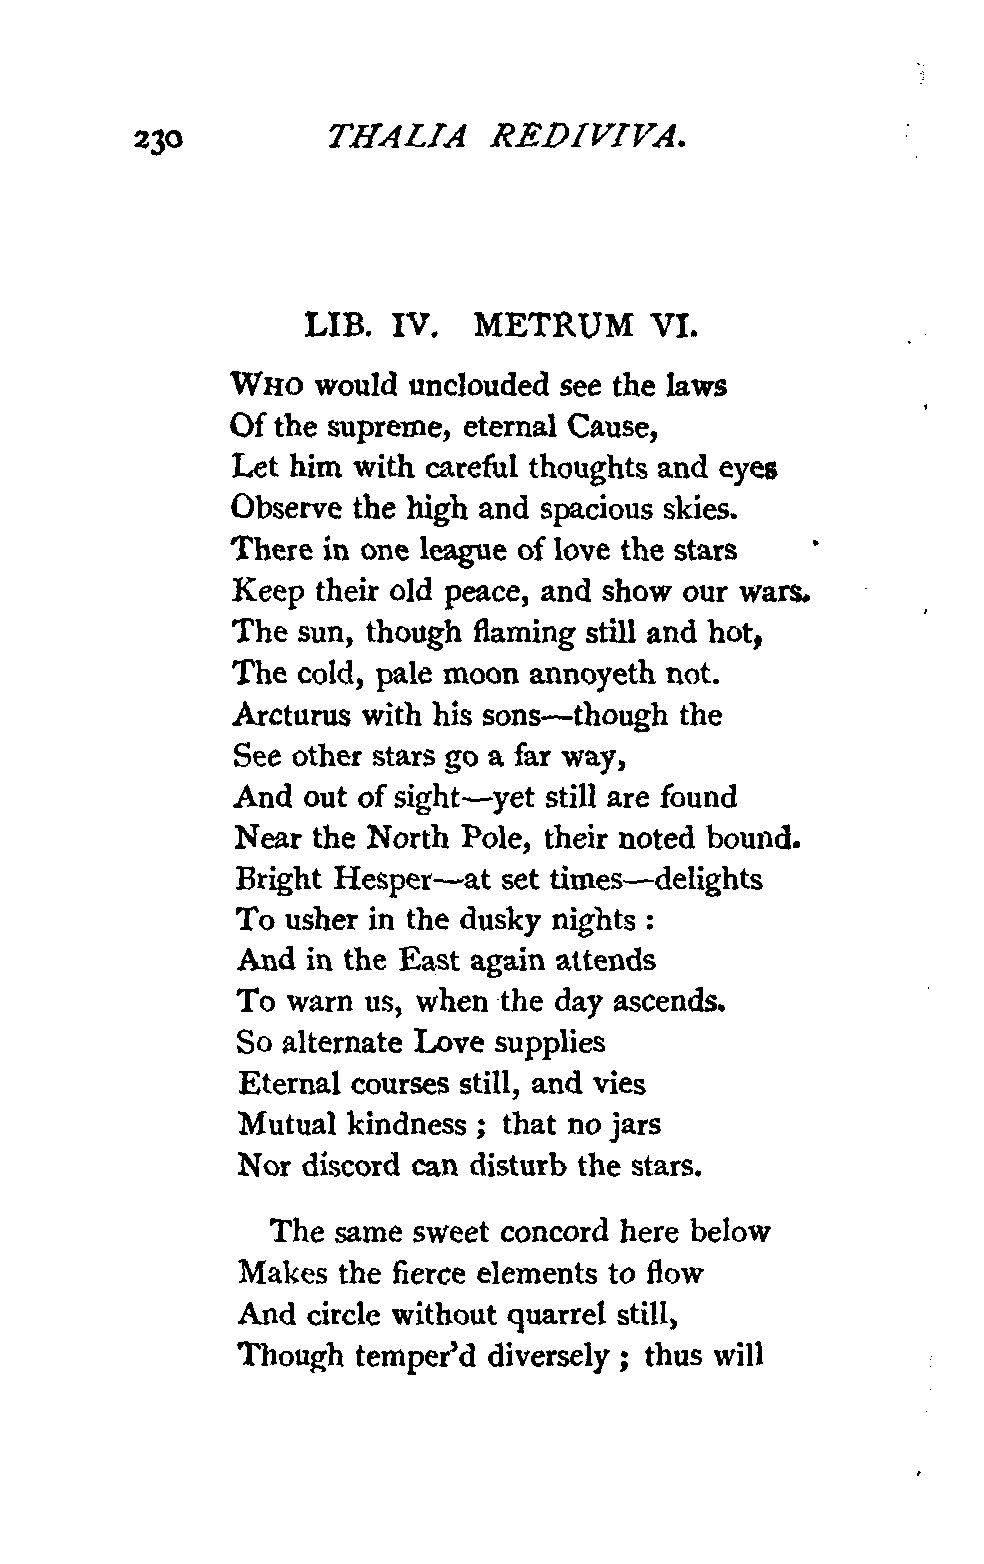 230 THALIA REDIVIVA.
LIB. IV. METRUM VI.
WHO would unclouded see the laws
Of the supreme, eternal Cause,
Let him with careful thoughts and eyes
Observe the high and spacious skies.
There in one league of love the stars
Keep their old peace, and show our wars.
The sun, though flaming still and hot,
The cold, pale moon annoyeth not.
Arcturus with his sons—though the
See other stars go a far way,
And out of sight—yet still are found
Near the North Pole, their noted bound.
Bright Hesper—at set times—delights
To usher in the dusky nights :
And in the East again attends
To warn us, when the day ascends.
So alternate Love supplies
Eternal courses still, and vies
Mutual kindness ; that no jars
Nor discord can disturb the stars.
The same sweet concord here below
Makes the fierce elements to flow
And circle without quarrel still,
Though temper'd diversely ; thus will